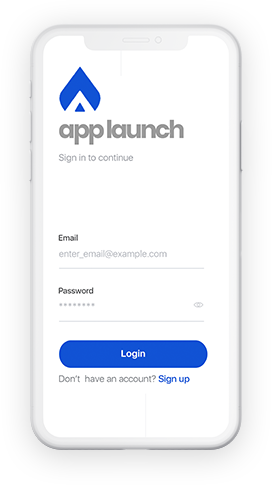 app launch
Sign in to continue
Email
enter_email@example.com
Password
********
Login
Don't have an account? Sign up